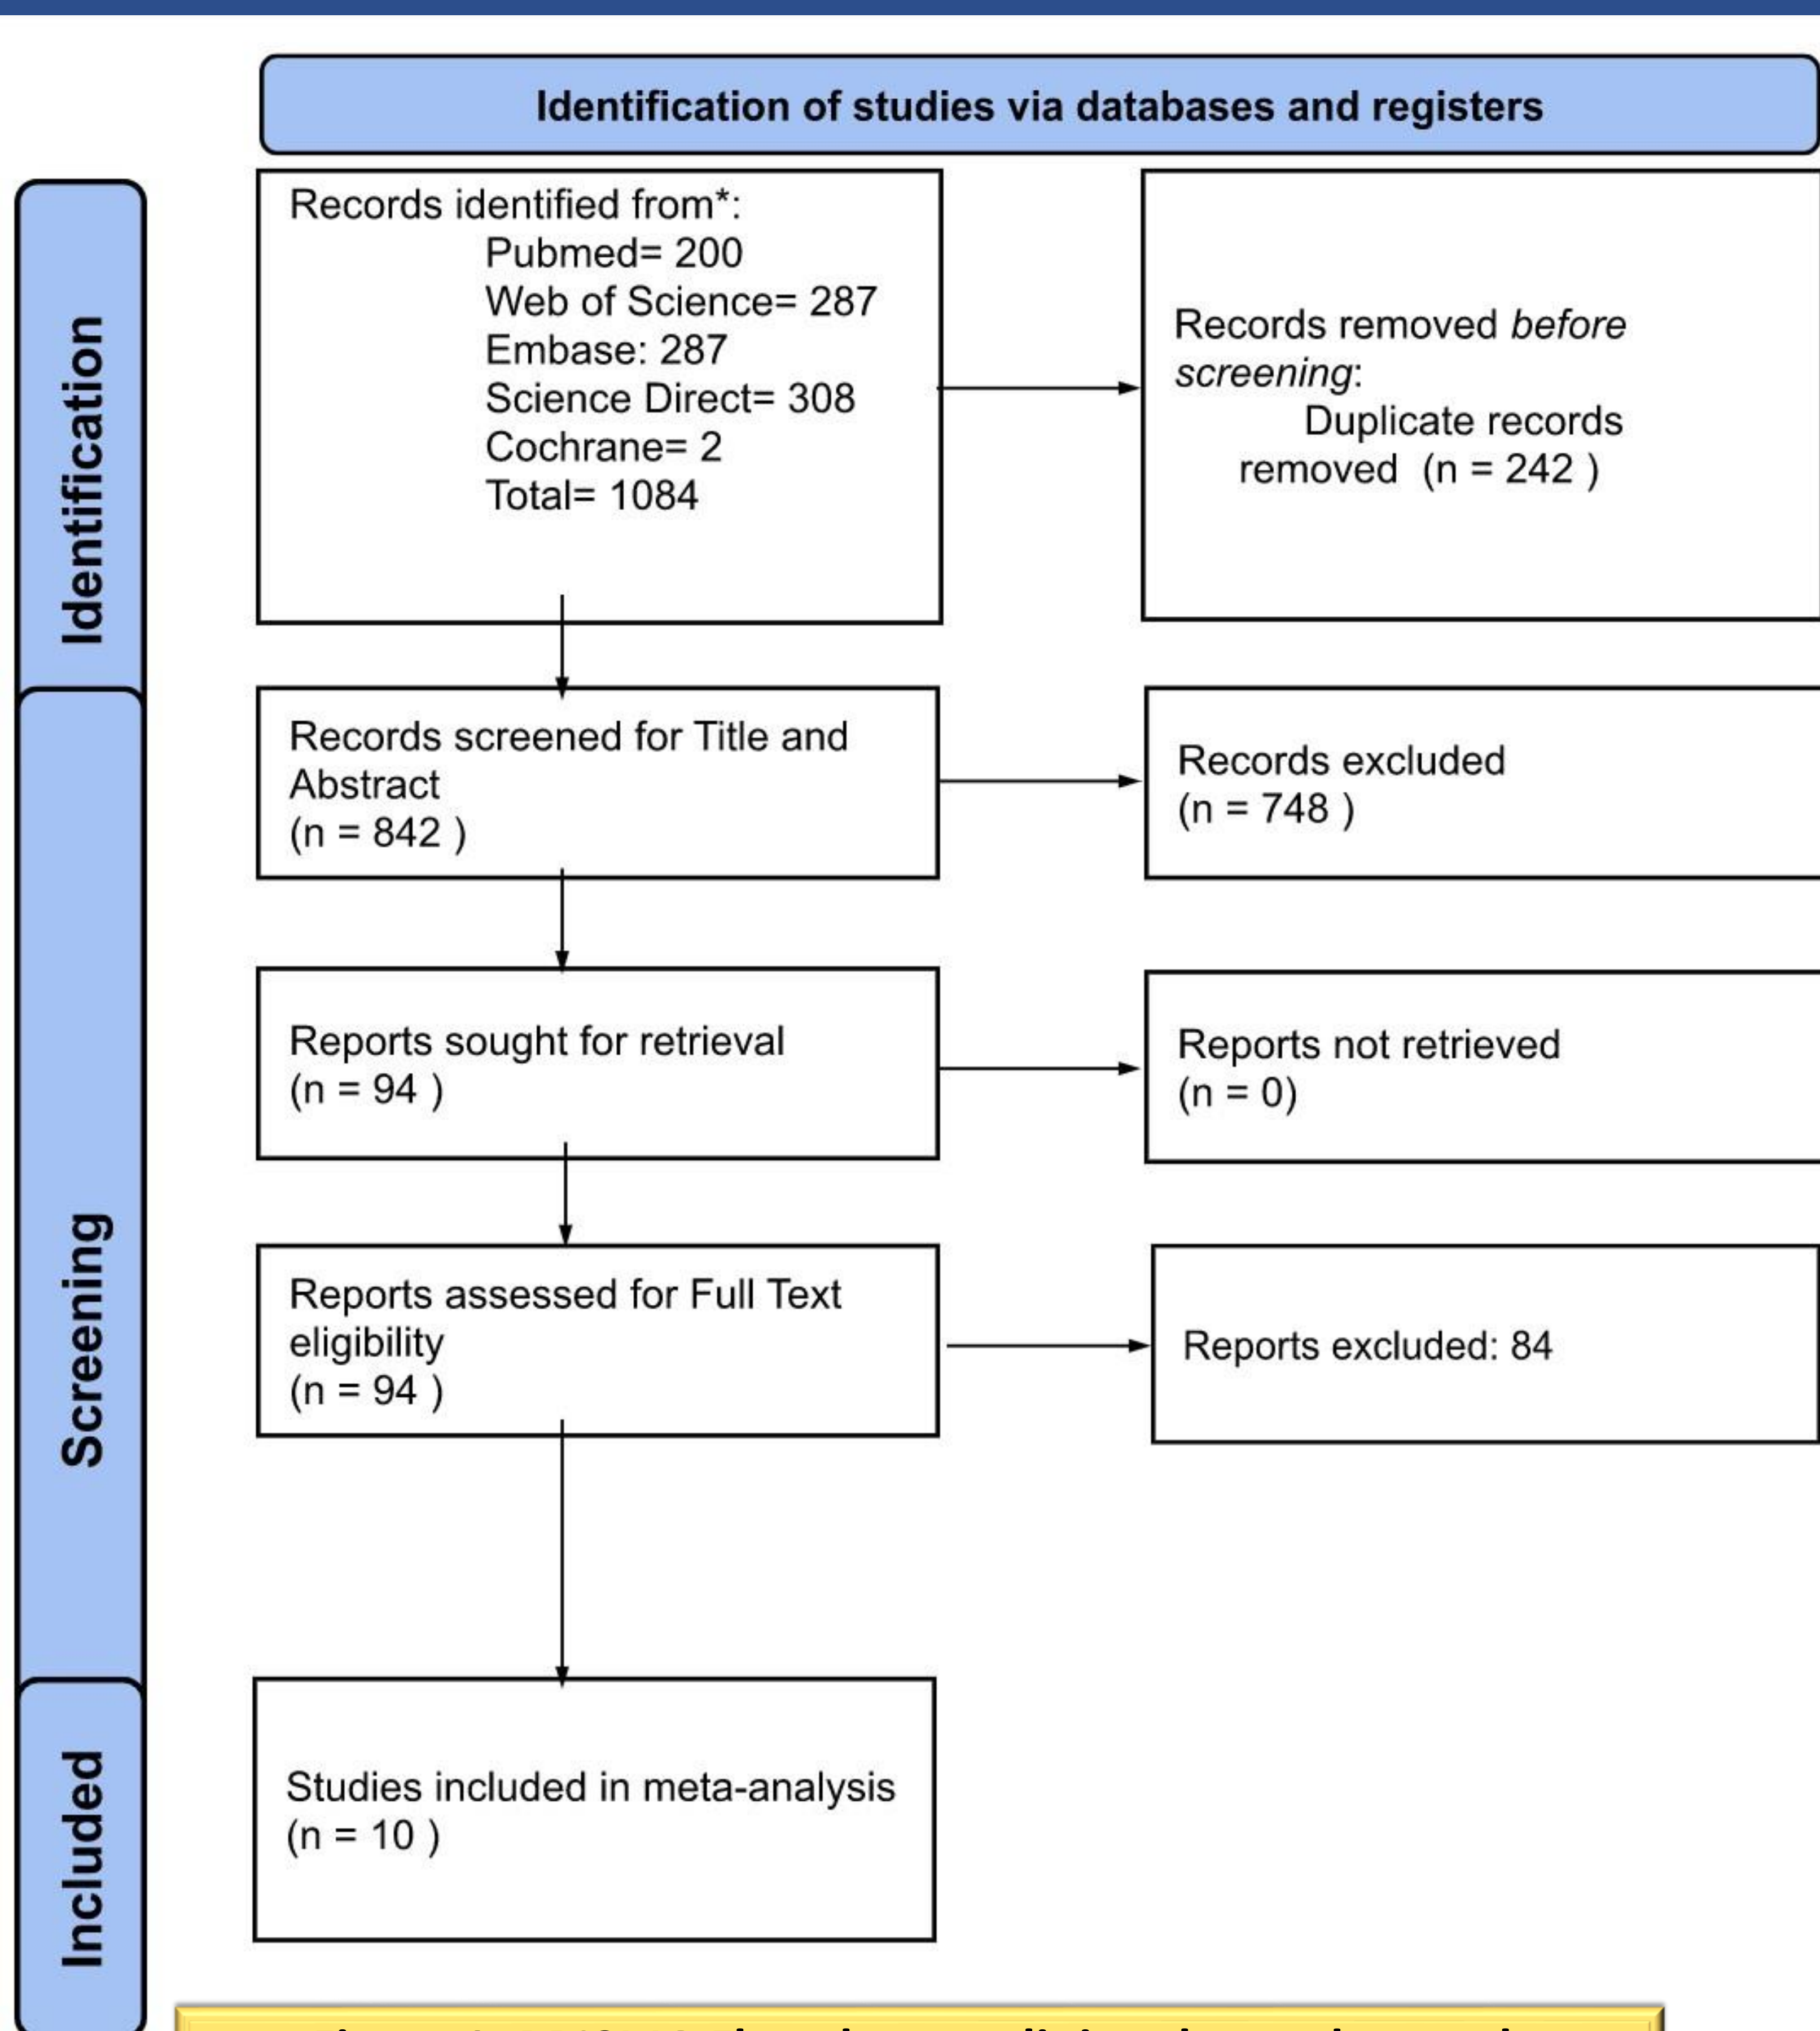 Identification of studies via databases and registers
Identification
Records identified from*:
Pubmed= 200
Web of Science= 287
Embase: 287
Science Direct= 308
Cochrane= 2
Total= 1084
Records removed before
screening:
Duplicate records
removed (n = 242 )
Screening
Records screened for Title and
Abstract
(n = 842 )
Records excluded
(n = 748 )
Reports sought for retrieval
(n = 94 )
Reports not retrieved
(n = 0)
Reports assessed for Full Text
eligibility
(n = 94 )
Reports excluded: 84
Included
Studies included in meta-analysis
(n = 10 )